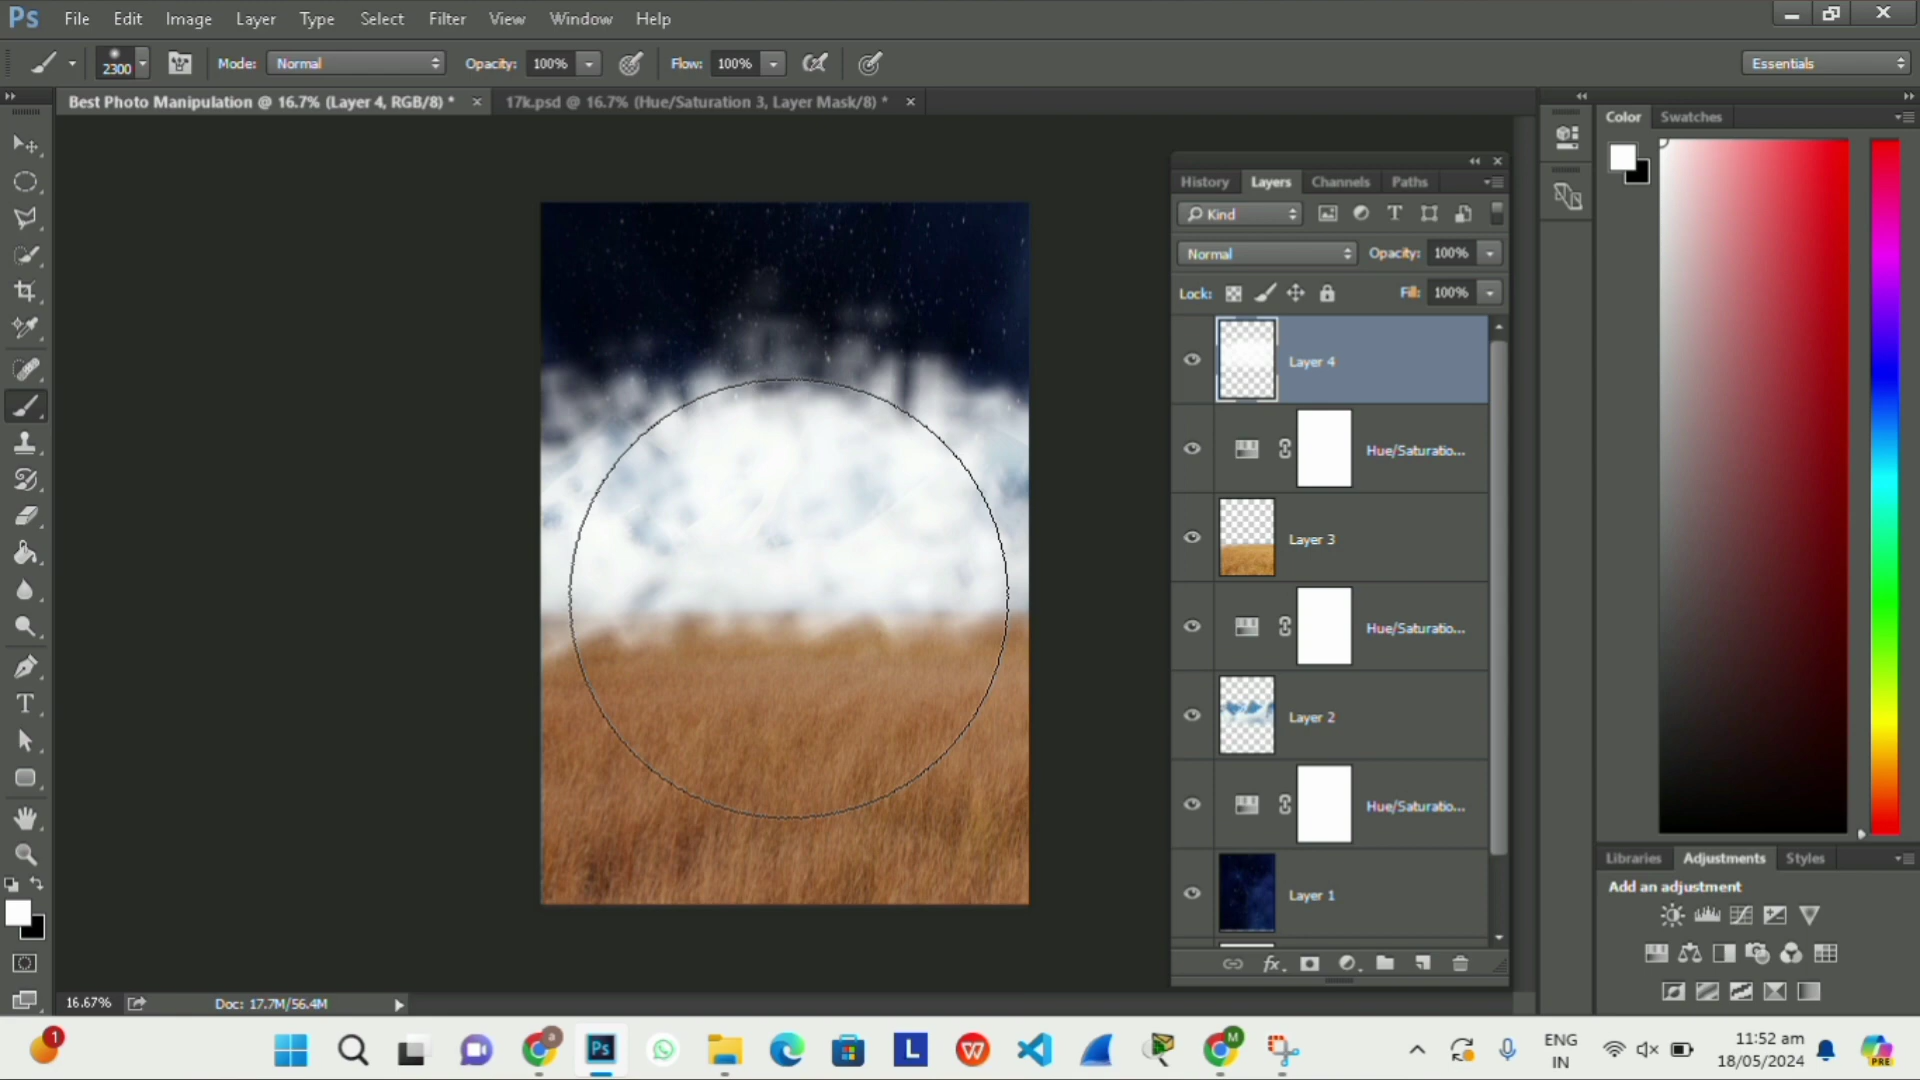 Ps File Edit Image Layer Type Select Filter View Window Help
2300 Mode: Normal Opacity: 100% Flow: 100% Essentials
Best Photo Manipulation @ 16.7% (Layer 4, RGB/8) * × 17k.psd @ 16.7% (Hue/Saturation 3, Layer Mask/8) * ×
Color Swatches
History Layers Channels Paths
Kind
Normal Opacity: 100%
Lock: Fill: 100%
Layer 4
Hue/Saturatio...
Layer 3
Hue/Saturatio...
Layer 2
Hue/Saturatio...
Layer 1
fx
T
Libraries Adjustments Styles
Add an adjustment
16.67% Doc: 17.7M/56.4M
1
a
Ps
L
W
M
ENG
IN
11:52 am
18/05/2024
PRE